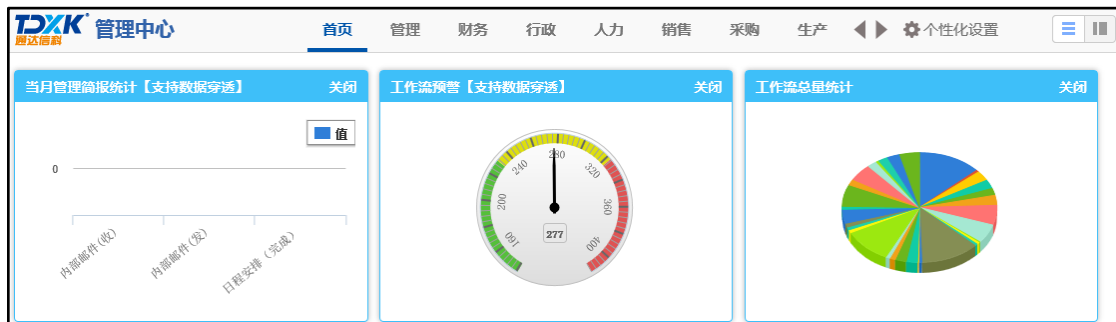 TDXK
通达信科
管理中心
首页 管理 财务 行政 人力 销售 采购 生产 个性化设置
当月管理简报统计【支持数据穿透】 关闭
值
0
内部邮件(收)
内部邮件(发)
日程安排（完成）
工作流预警【支持数据穿透】 关闭
160
200
240
280
320
360
400
277
工作流总量统计 关闭